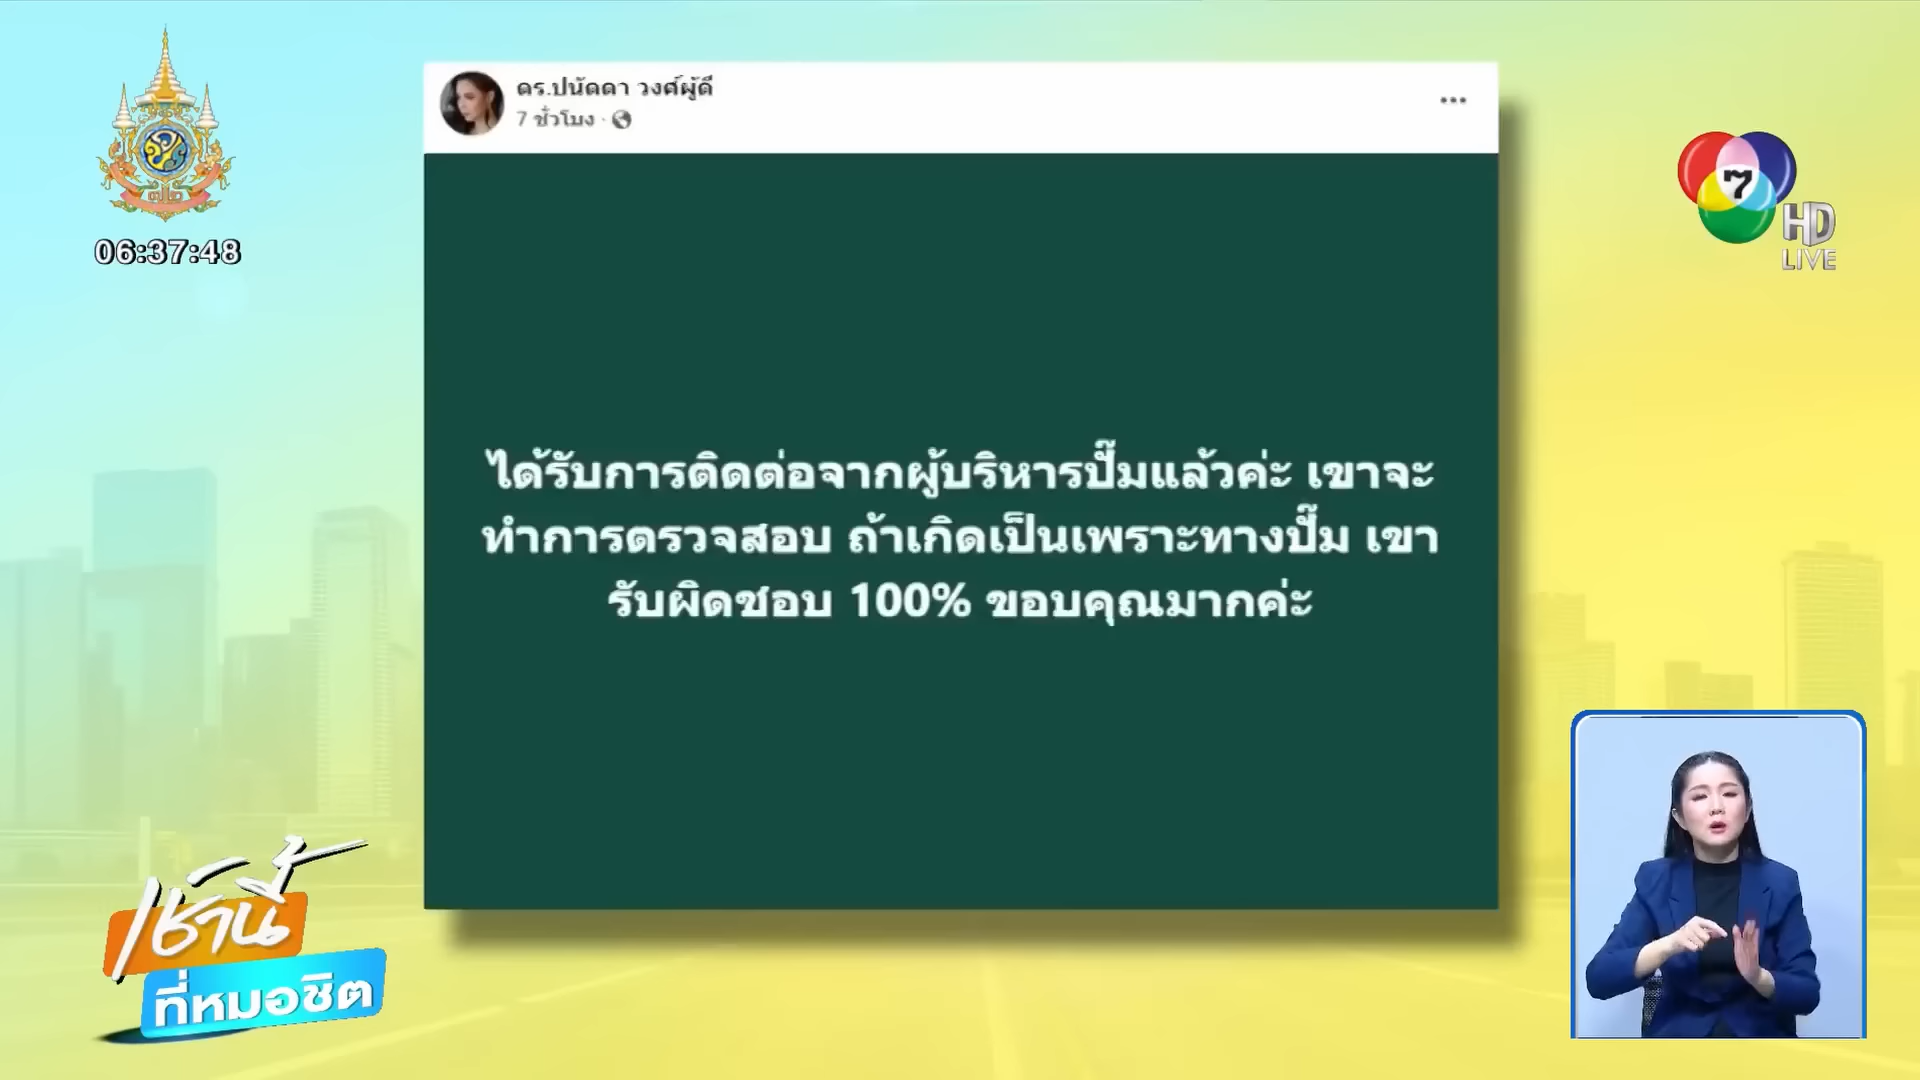 06:37:48
ดร.ปนัดดา วงศ์ผู้ดี
7 ชั่วโมง ·
7
HD
LIVE
ได้รับการติดต่อจากผู้บริหารปั๊มแล้วค่ะ เขาจะ
ทำการตรวจสอบ ถ้าเกิดเป็นเพราะทางปั๊ม เขา
รับผิดชอบ 100% ขอบคุณมากค่ะ
เช้านี้
ที่หมอชิต